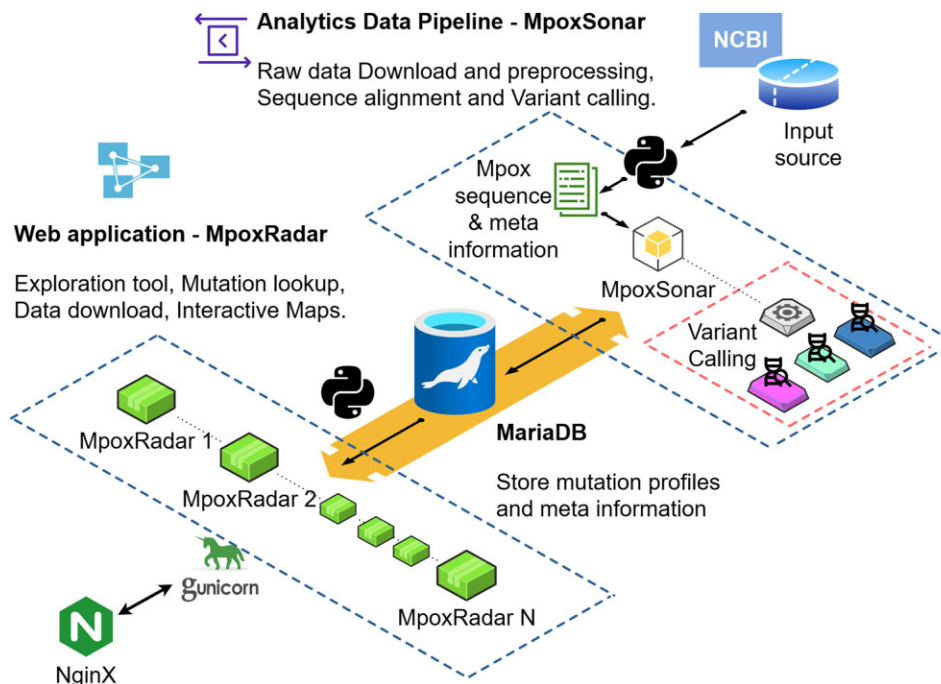 Analytics Data Pipeline - MpoxSonar
Raw data Download and preprocessing,
Sequence alignment and Variant calling.
NCBI
Input
source
Mpox
sequence
& meta
information
MpoxSonar
Variant
Calling
Web application - MpoxRadar
Exploration tool, Mutation lookup,
Data download, Interactive Maps.
MariaDB
Store mutation profiles
and meta information
MpoxRadar 1
MpoxRadar 2
MpoxRadar N
gunicorn
N
NginX